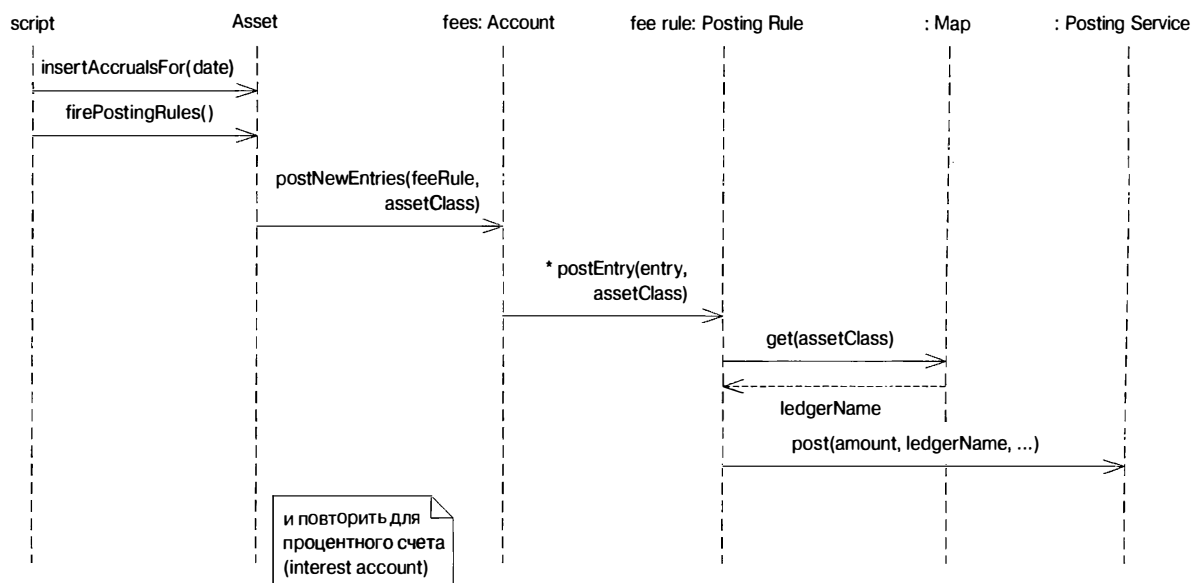 script Asset fees: Account fee rule: Posting Rule : Map : Posting Service
insertAccrualsFor(date)
firePostingRules()
postNewEntries(feeRule,
assetClass)
* postEntry(entry,
assetClass)
get(assetClass)
ledgerName
post(amount, ledgerName, ...)
и повторить для
процентного счета
(interest account)